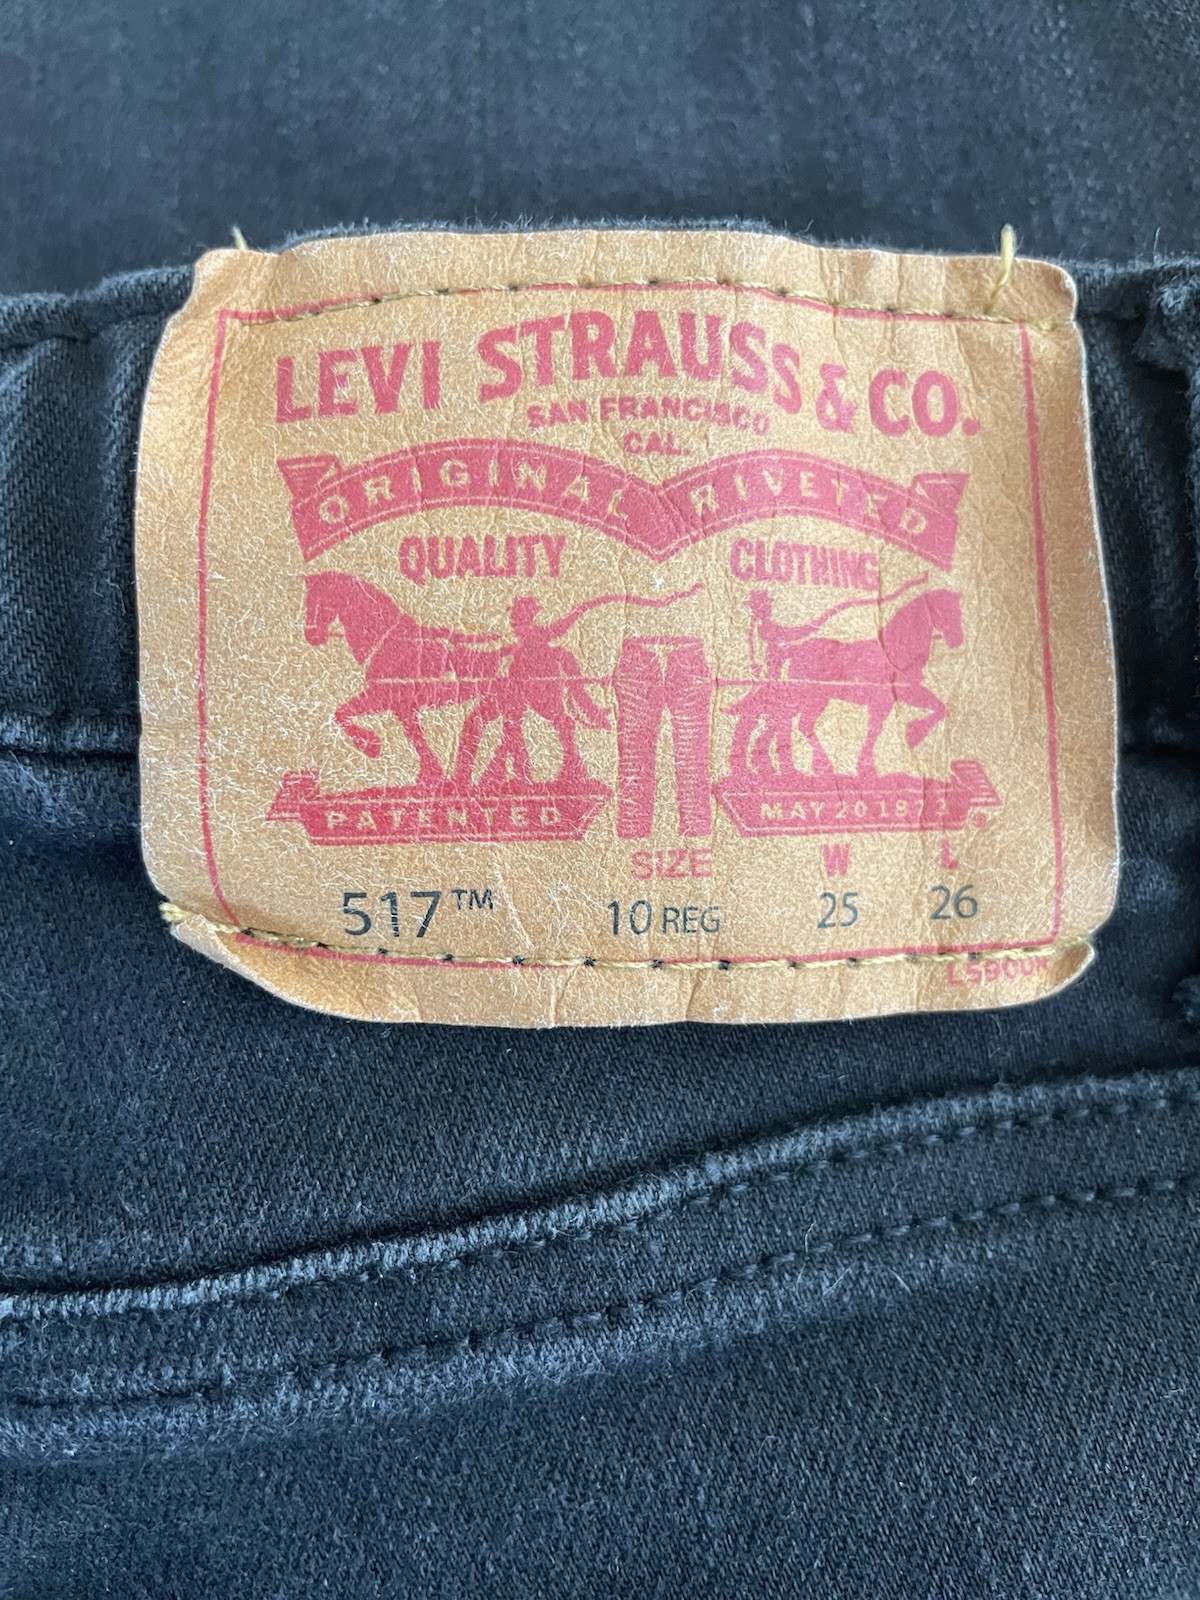 LEVI STRAUSS & CO.
SAN FRANCISCO
CAL.
ORIGINAL RIVETED
QUALITY CLOTHING
PATENTED MAY 20 1873
SIZE W L
517™ 10 REG 25 26